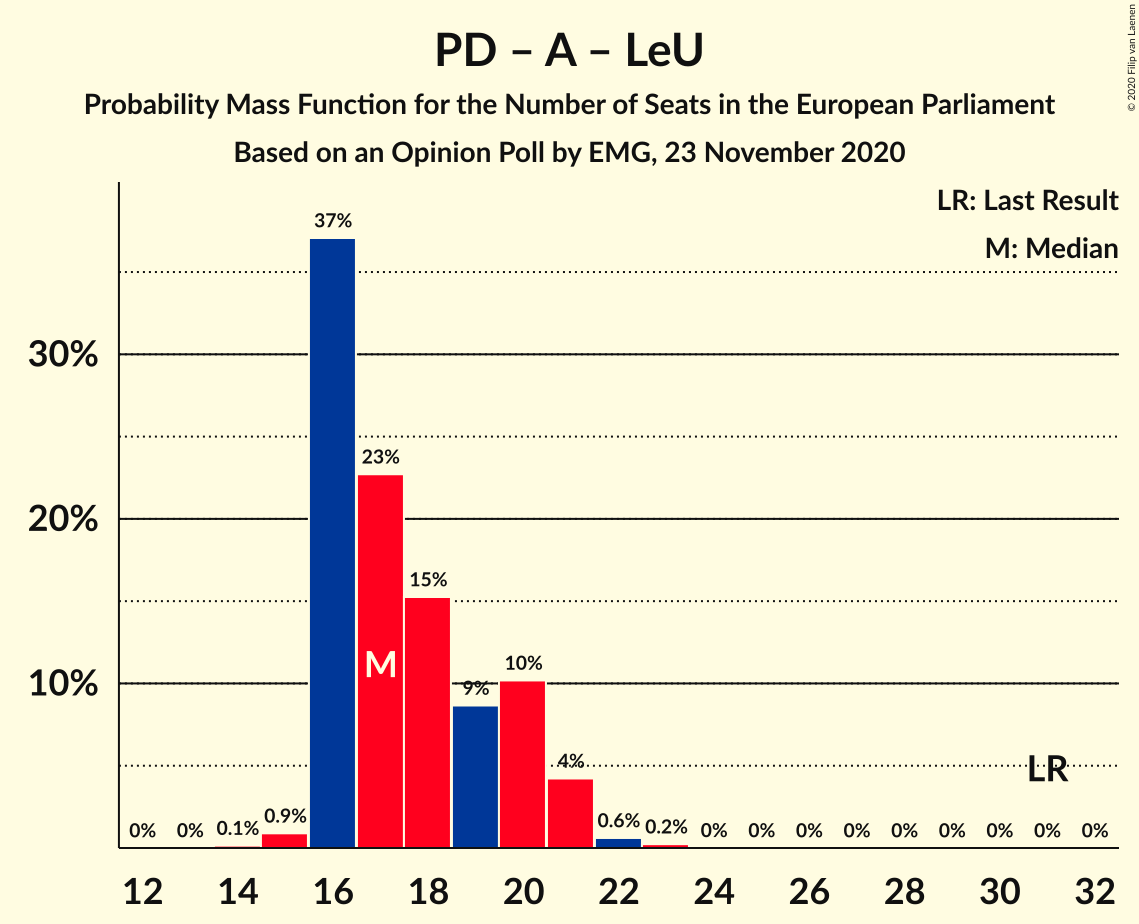 PD – A – LeU
Probability Mass Function for the Number of Seats in the European Parliament
Based on an Opinion Poll by EMG, 23 November 2020
© 2020 Filip van Laenen
LR: Last Result
M: Median
30%
20%
10%
0% 0% 0.1% 0.9% 37% 23% 15% 9% 10% 4% 0.6% 0.2% 0% 0% 0% 0% 0% 0% 0% 0% 0%
M
LR
12 14 16 18 20 22 24 26 28 30 32